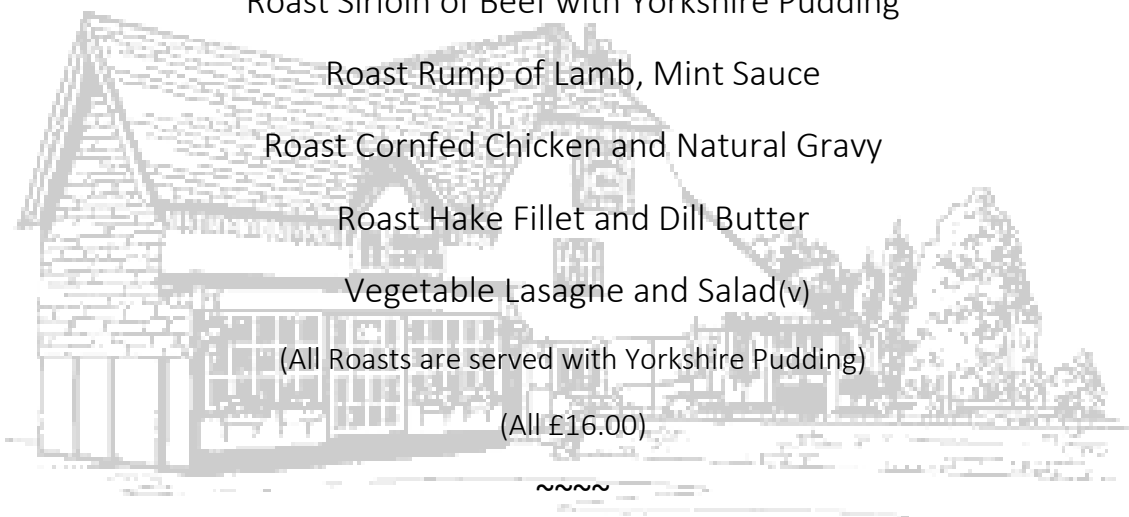 Roast Sirloin of Beef with Yorkshire Pudding
Roast Rump of Lamb, Mint Sauce
Roast Cornfed Chicken and Natural Gravy
Roast Hake Fillet and Dill Butter
Vegetable Lasagne and Salad(v)
(All Roasts are served with Yorkshire Pudding)
(All £16.00)
~~~~